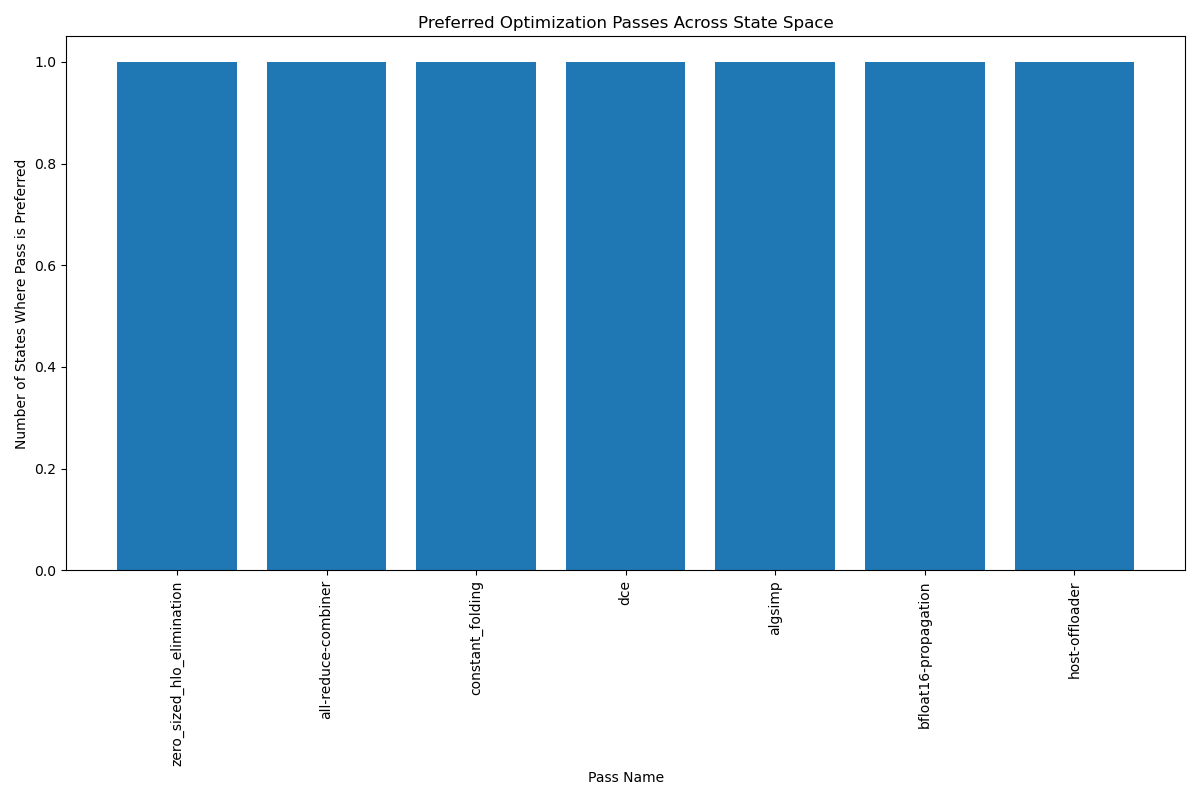 Preferred Optimization Passes Across State Space
Number of States Where Pass is Preferred
1.0
0.8
0.6
0.4
0.2
0.0
zero_sized_hlo_elimination
all-reduce-combiner
constant_folding
dce
algsimp
bfloat16-propagation
host-offloader
Pass Name